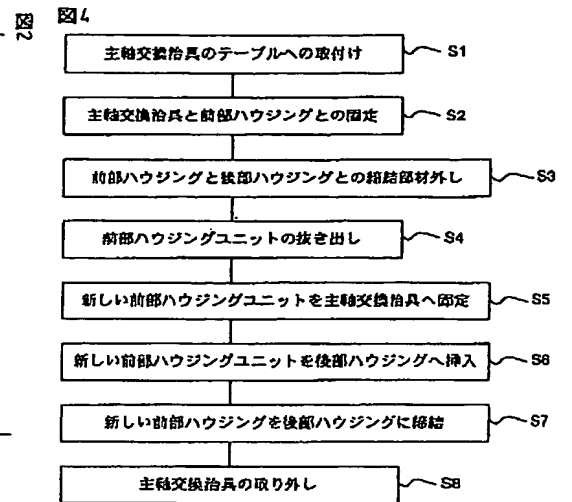 図2
図4
主軸交換治具のテーブルへの取付け
S1
主軸交換治具と前部ハウジングとの固定
S2
前部ハウジングと後部ハウジングとの締結部材外し
S3
前部ハウジングユニットの抜き出し
S4
新しい前部ハウジングユニットを主軸交換治具へ固定
S5
新しい前部ハウジングユニットを後部ハウジングへ挿入
S6
新しい前部ハウジングを後部ハウジングに締結
S7
主軸交換治具の取り外し
S8